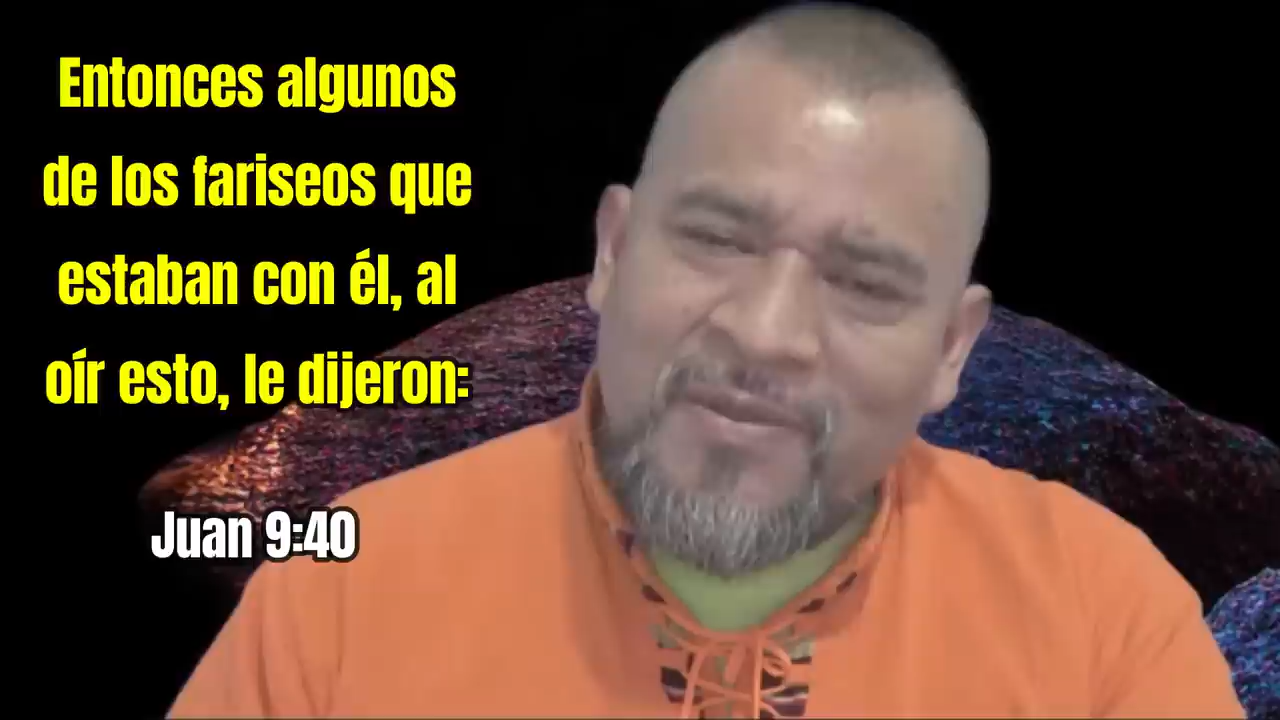 Entonces algunos
de los fariseos que
estaban con él, al
oír esto, le dijeron:
Juan 9:40